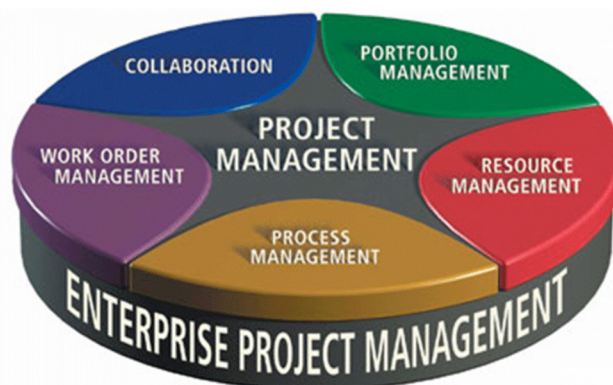 COLLABORATION
PORTFOLIO
MANAGEMENT
PROJECT
MANAGEMENT
WORK ORDER
MANAGEMENT
RESOURCE
MANAGEMENT
PROCESS
MANAGEMENT
ENTERPRISE PROJECT MANAGEMENT